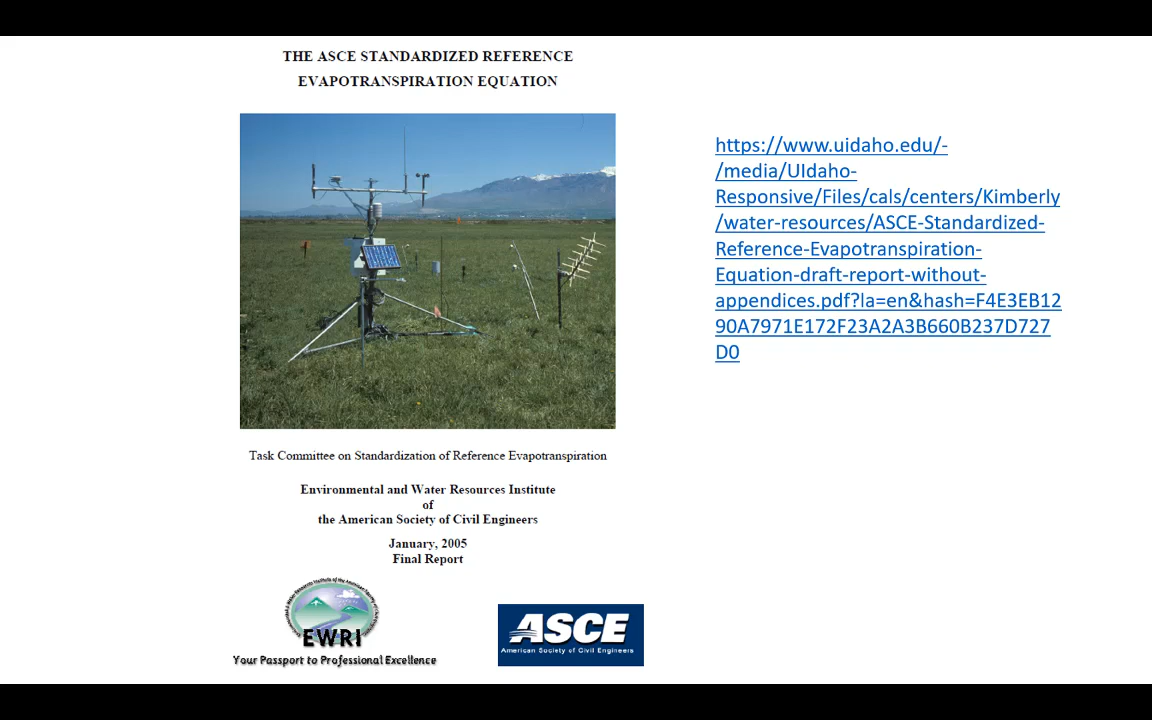 THE ASCE STANDARDIZED REFERENCE
EVAPOTRANSPIRATION EQUATION
https://www.uidaho.edu/-
/media/UIdaho-
Responsive/Files/cals/centers/Kimberly
/water-resources/ASCE-Standardized-
Reference-Evapotranspiration-
Equation-draft-report-without-
appendices.pdf?la=en&hash=F4E3EB12
90A7971E172F23A2A3B660B237D727
D0
Task Committee on Standardization of Reference Evapotranspiration
Environmental and Water Resources Institute
of
the American Society of Civil Engineers
January, 2005
Final Report
EWRI
Your Passport to Professional Excellence
ASCE
American Society of Civil Engineers